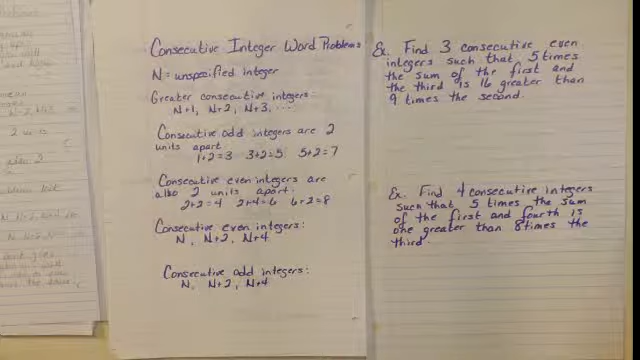 Consecutive Integer Word Problems
N = unspecified integer
Greater consecutive integers:
N+1, N+2, N+3, ...
Consecutive odd integers are 2
units apart.
1+2=3 3+2=5 5+2=7
Consecutive even integers are
also 2 units apart.
2+2=4 2+4=6 6+2=8
Consecutive even integers:
N, N+2, N+4
Consecutive odd integers:
N, N+2, N+4
Ex. Find 3 consecutive even
integers such that 5 times
the sum of the first and
the third is 16 greater than
9 times the second.
Ex. Find 4 consecutive integers
such that 5 times the sum
of the first and fourth is
one greater than 8 times the
third.